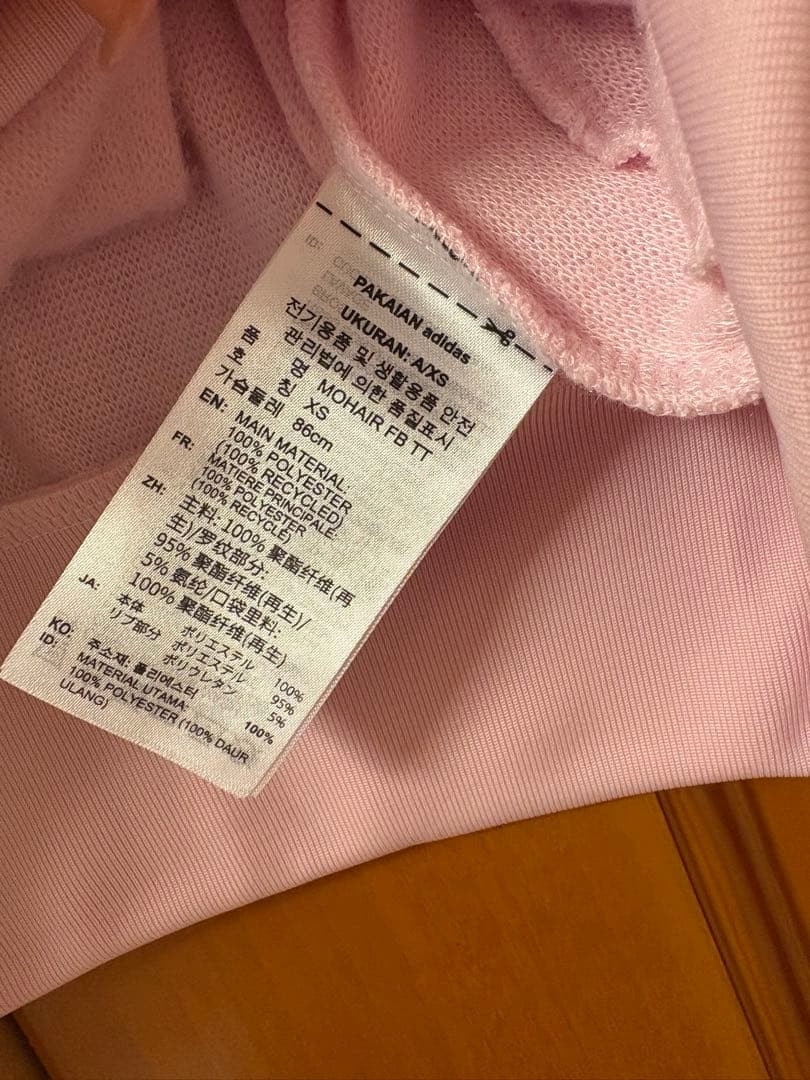 PAKAIAN adidas
UKURAN: A/XS
전기용품 및 생활용품 안전
관리법에 의한 품질표시
품 명 MOHAIR FB TT
호 칭 XS
가슴둘레 86cm
EN: MAIN MATERIAL:
100% POLYESTER
(100% RECYCLED)
FR: MATIERE PRINCIPALE:
100% POLYESTER
(100% RECYCLE)
ZH: 主料: 100% 聚酯纤维(再
生)/罗纹部分:
95% 聚酯纤维(再生)/
5% 氨纶/口袋里料:
100% 聚酯纤维(再生)
JA: 本体 ポリエステル 100%
リブ部分 ポリエステル 95%
ポリウレタン 5%
KO: 주소재: 폴리에스터 100%
ID: MATERIAL UTAMA:
100% POLYESTER (100% DAUR
ULANG)